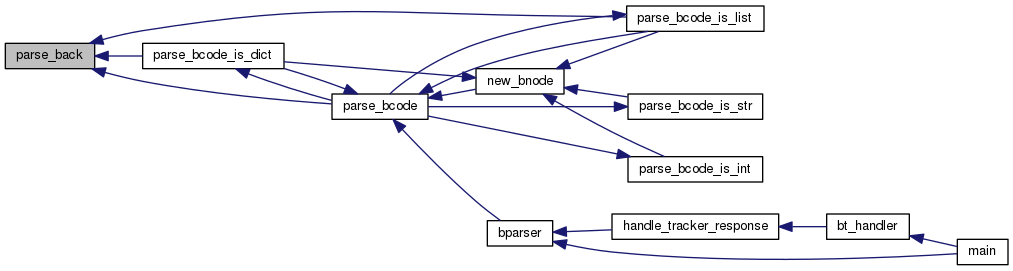 parse_back
parse_bcode_is_dict
parse_bcode
new_bnode
parse_bcode_is_list
parse_bcode_is_str
parse_bcode_is_int
bparser
handle_tracker_response
bt_handler
main